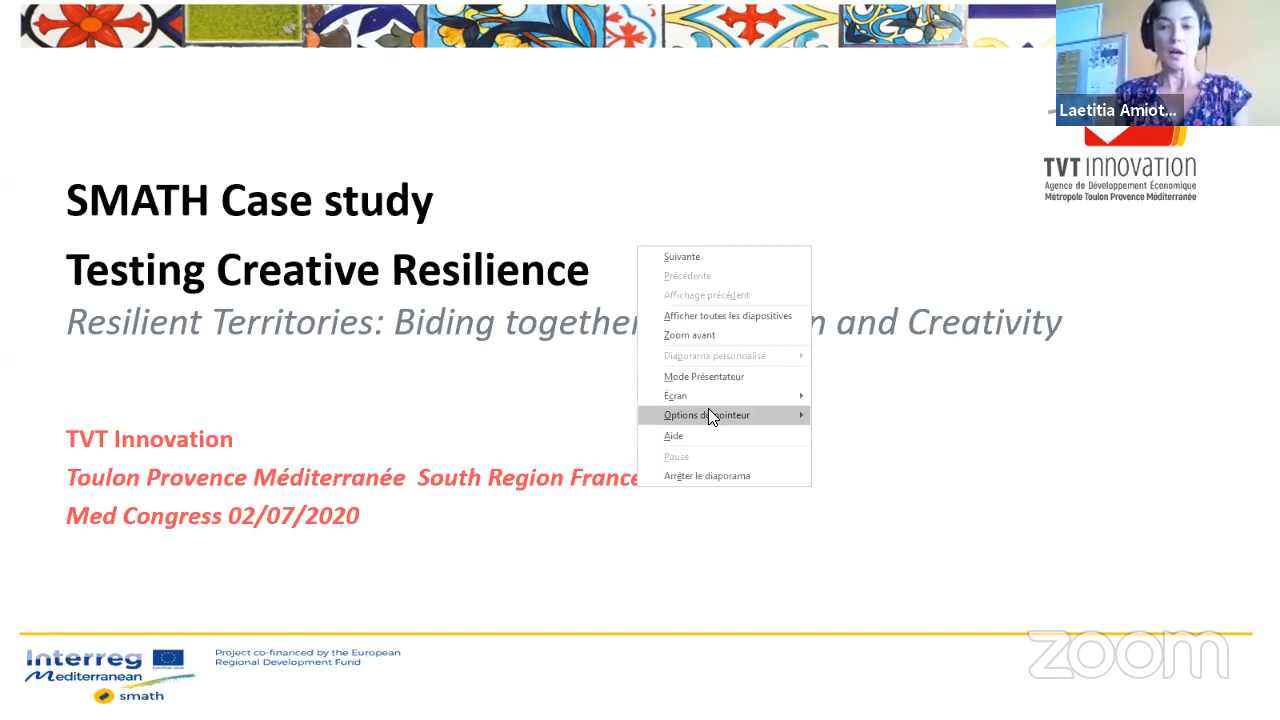 Laetitia Amiot...
TVT innovation
Agence de Développement Économique
Métropole Toulon Provence Méditerranée
SMATH Case study
Testing Creative Resilience
Resilient Territories: Biding together n and Creativity
Suivante
Précédente
Affichage précédent
Afficher toutes les diapositives
Zoom avant
Diaporama personnalisé
Mode Présentateur
Écran
Options du pointeur
Aide
Pause
Arrêter le diaporama
TVT Innovation
Toulon Provence Méditerranée South Region France
Med Congress 02/07/2020
Interreg
Mediterranean
smath
Project co-financed by the European
Regional Development Fund
zoom